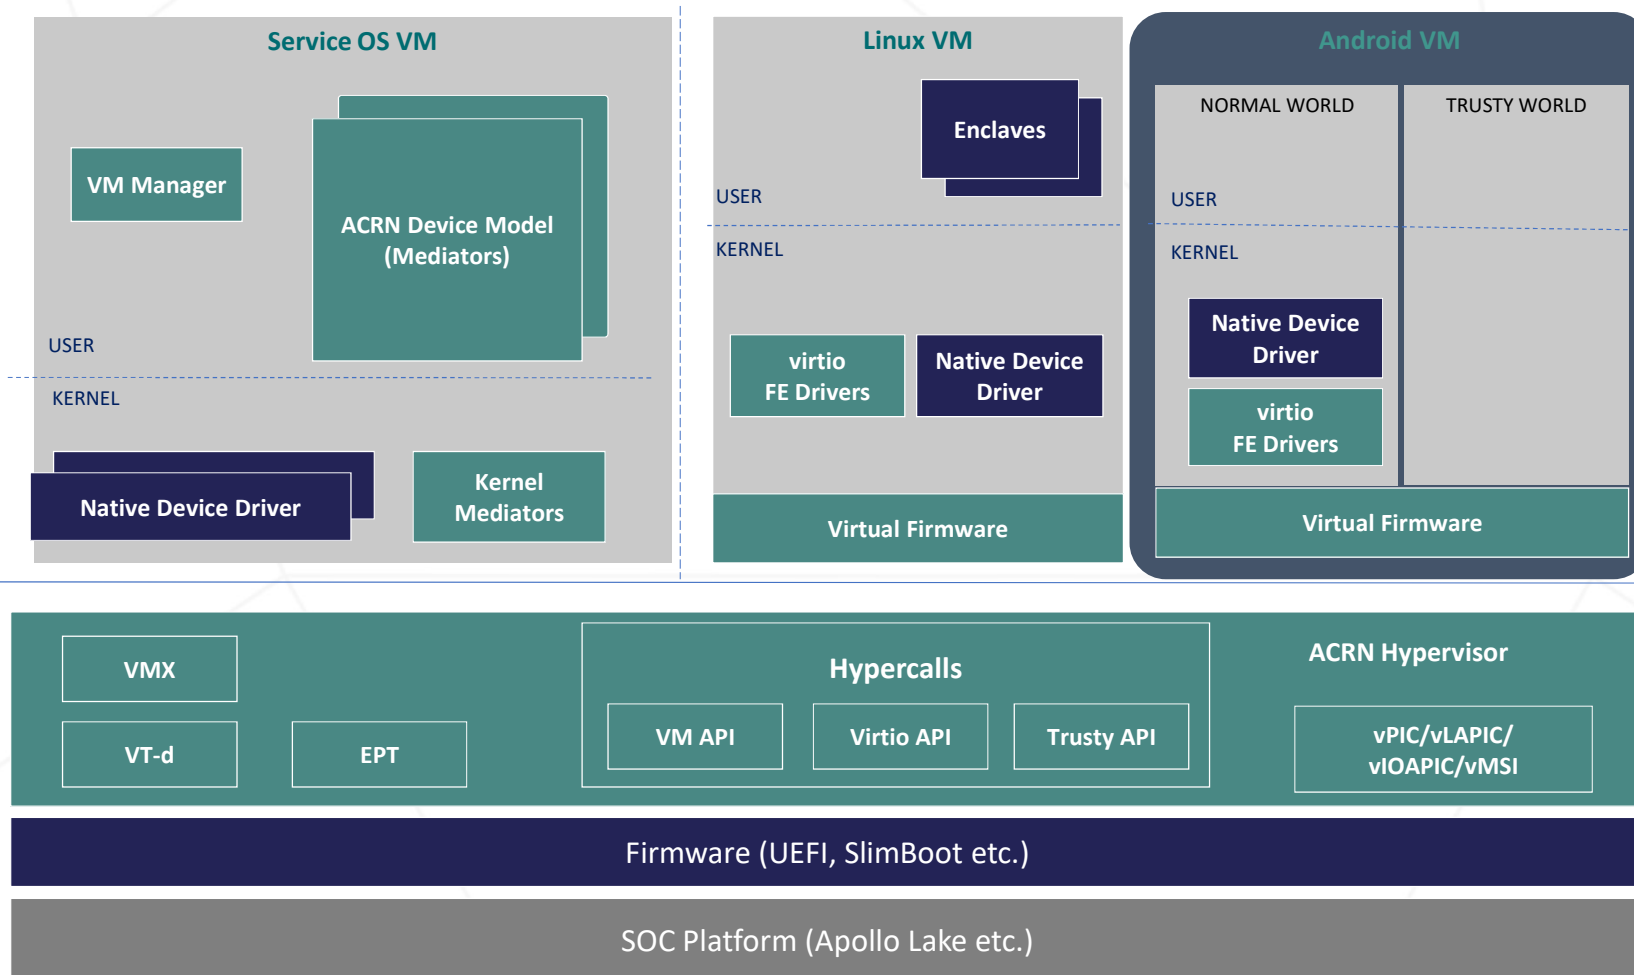 Service OS VM
VM Manager
ACRN Device Model
(Mediators)
USER
KERNEL
Native Device Driver
Kernel
Mediators
Linux VM
Enclaves
USER
KERNEL
virtio
FE Drivers
Native Device
Driver
Virtual Firmware
Android VM
NORMAL WORLD
TRUSTY WORLD
USER
KERNEL
Native Device
Driver
virtio
FE Drivers
Virtual Firmware
ACRN Hypervisor
VMX
VT-d
EPT
Hypercalls
VM API
Virtio API
Trusty API
vPIC/vLAPIC/
vIOAPIC/vMSI
Firmware (UEFI, SlimBoot etc.)
SOC Platform (Apollo Lake etc.)